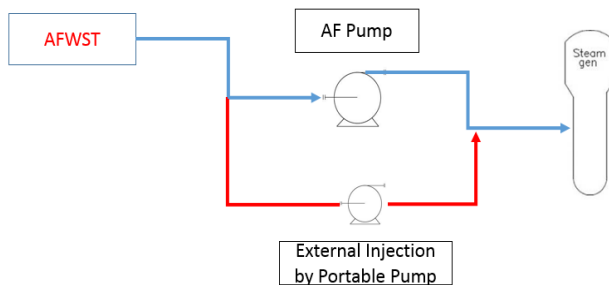 AF Pump
AFWST
Steam
gen
External Injection
by Portable Pump